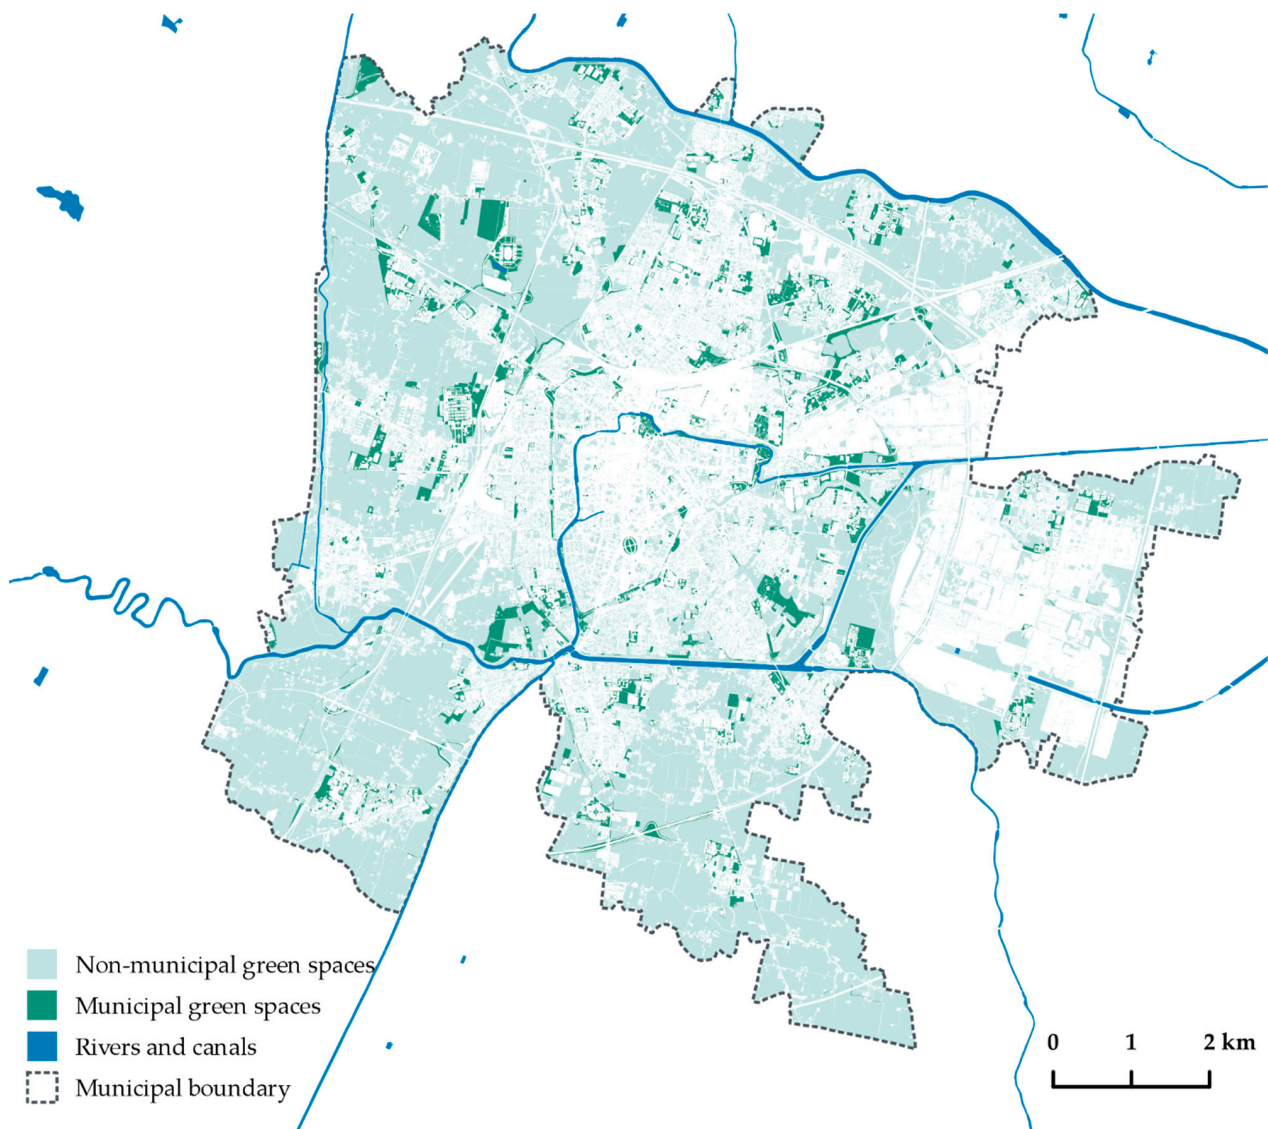 Non-municipal green spaces
Municipal green spaces
Rivers and canals
Municipal boundary
0 1 2 km